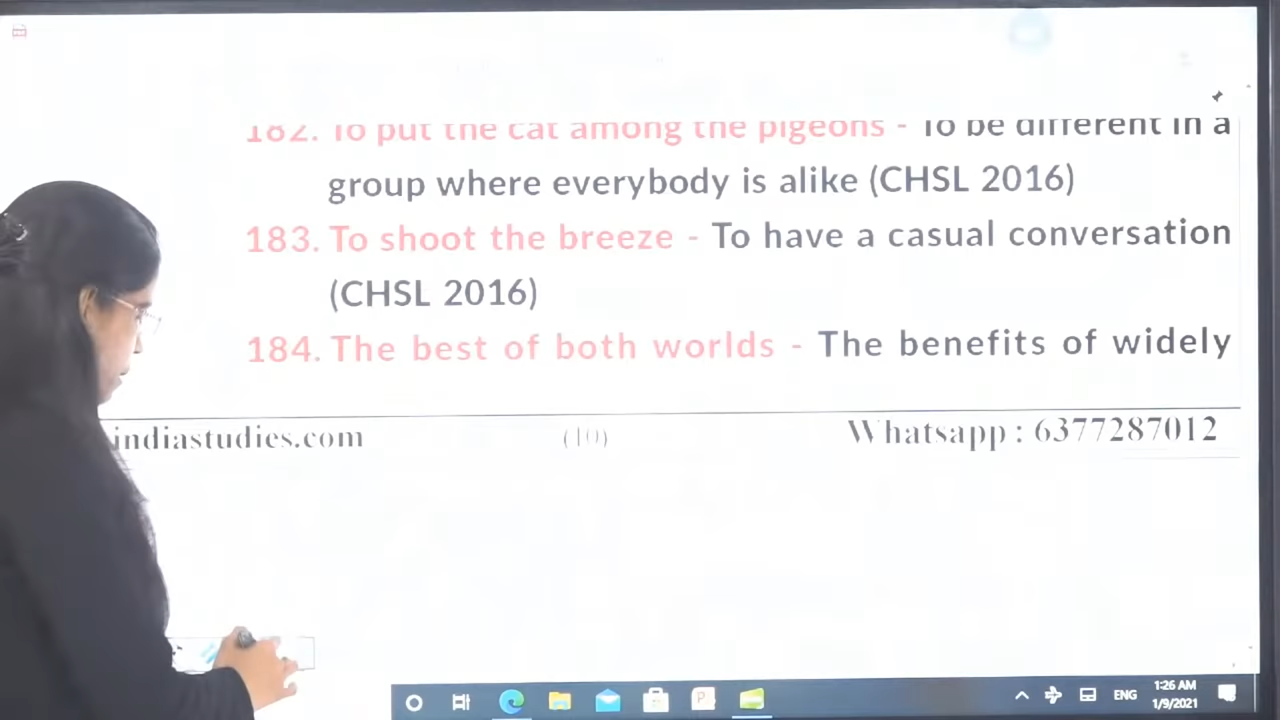 182. To put the cat among the pigeons - To be different in a
group where everybody is alike (CHSL 2016)
183. To shoot the breeze - To have a casual conversation
(CHSL 2016)
184. The best of both worlds - The benefits of widely
indiastudies.com (10) Whatsapp : 6377287012
ENG 1:26 AM
1/9/2021